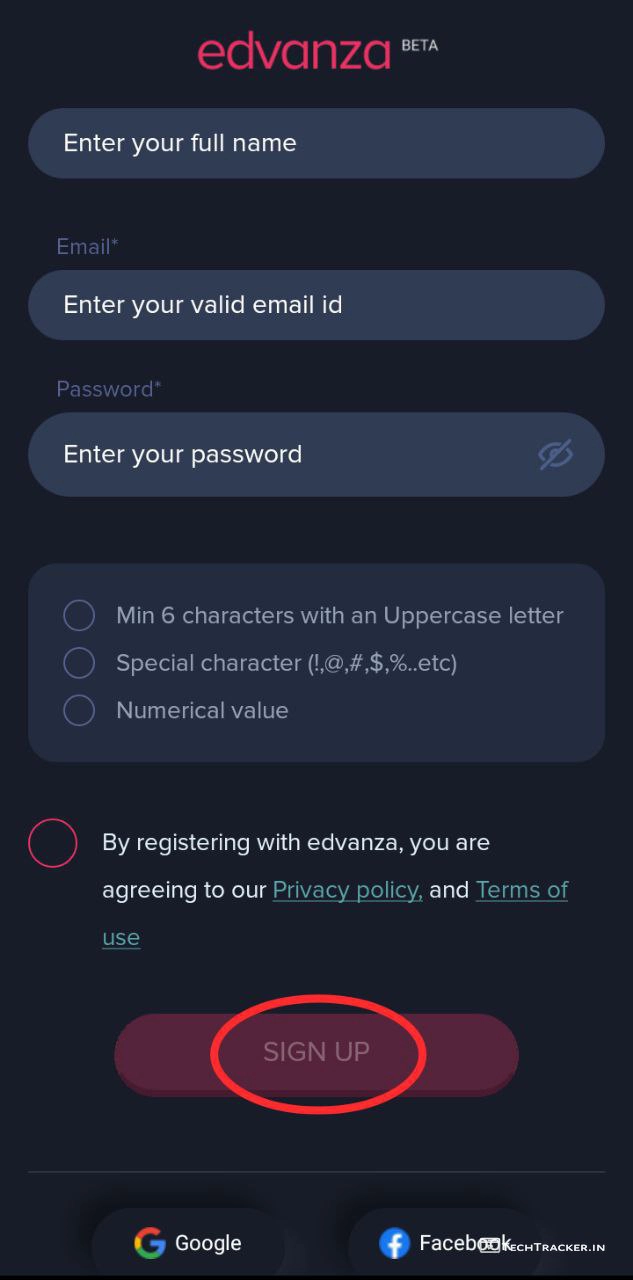 edvanza BETA
Enter your full name
Email*
Enter your valid email id
Password*
Enter your password
Min 6 characters with an Uppercase letter
Special character (!,@,#,$,%..etc)
Numerical value
By registering with edvanza, you are
agreeing to our Privacy policy, and Terms of
use
SIGN UP
Google
Facebook
TECHTRACKER.IN